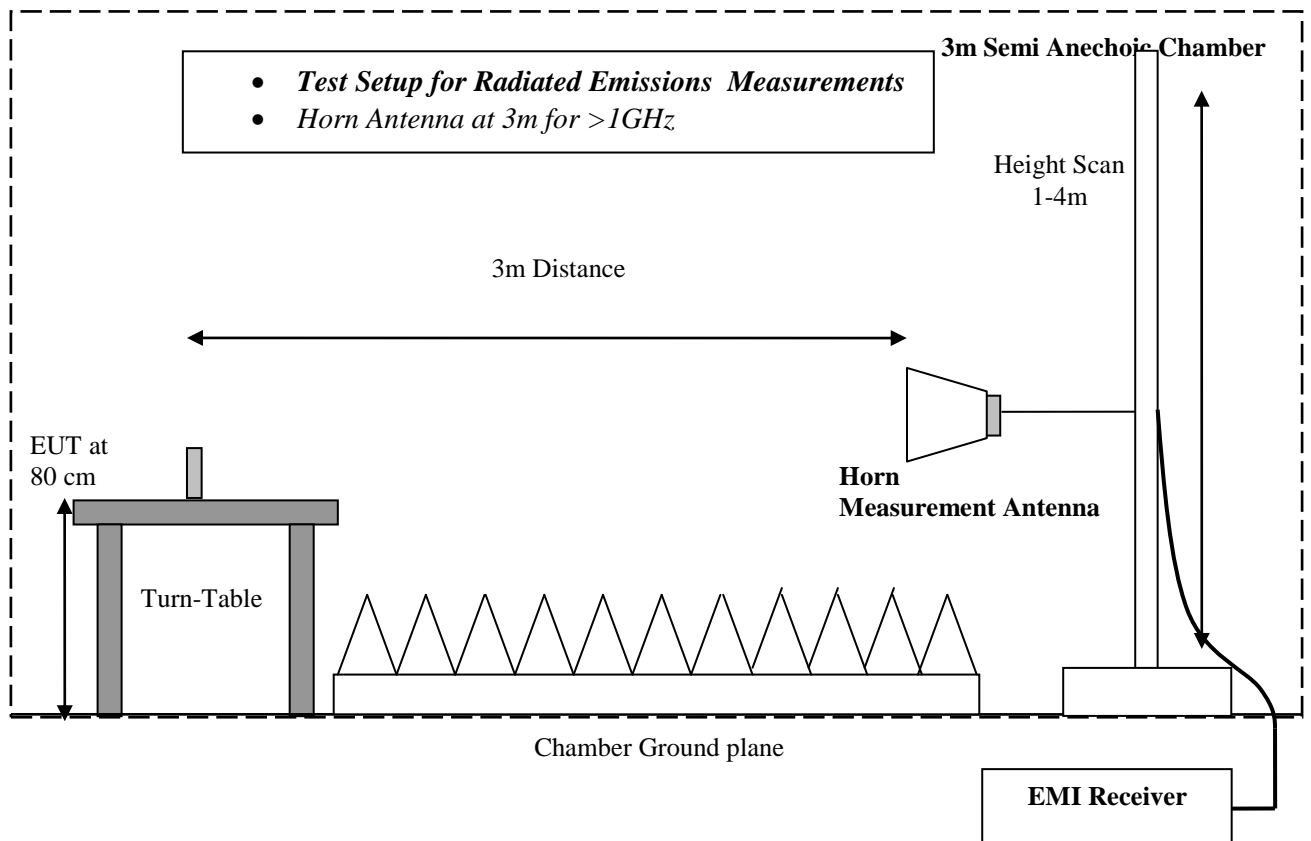 3m Semi Anechoic Chamber
• Test Setup for Radiated Emissions Measurements
• Horn Antenna at 3m for >1GHz
Height Scan
1-4m
3m Distance
EUT at
80 cm
Horn
Measurement Antenna
Turn-Table
Chamber Ground plane
EMI Receiver